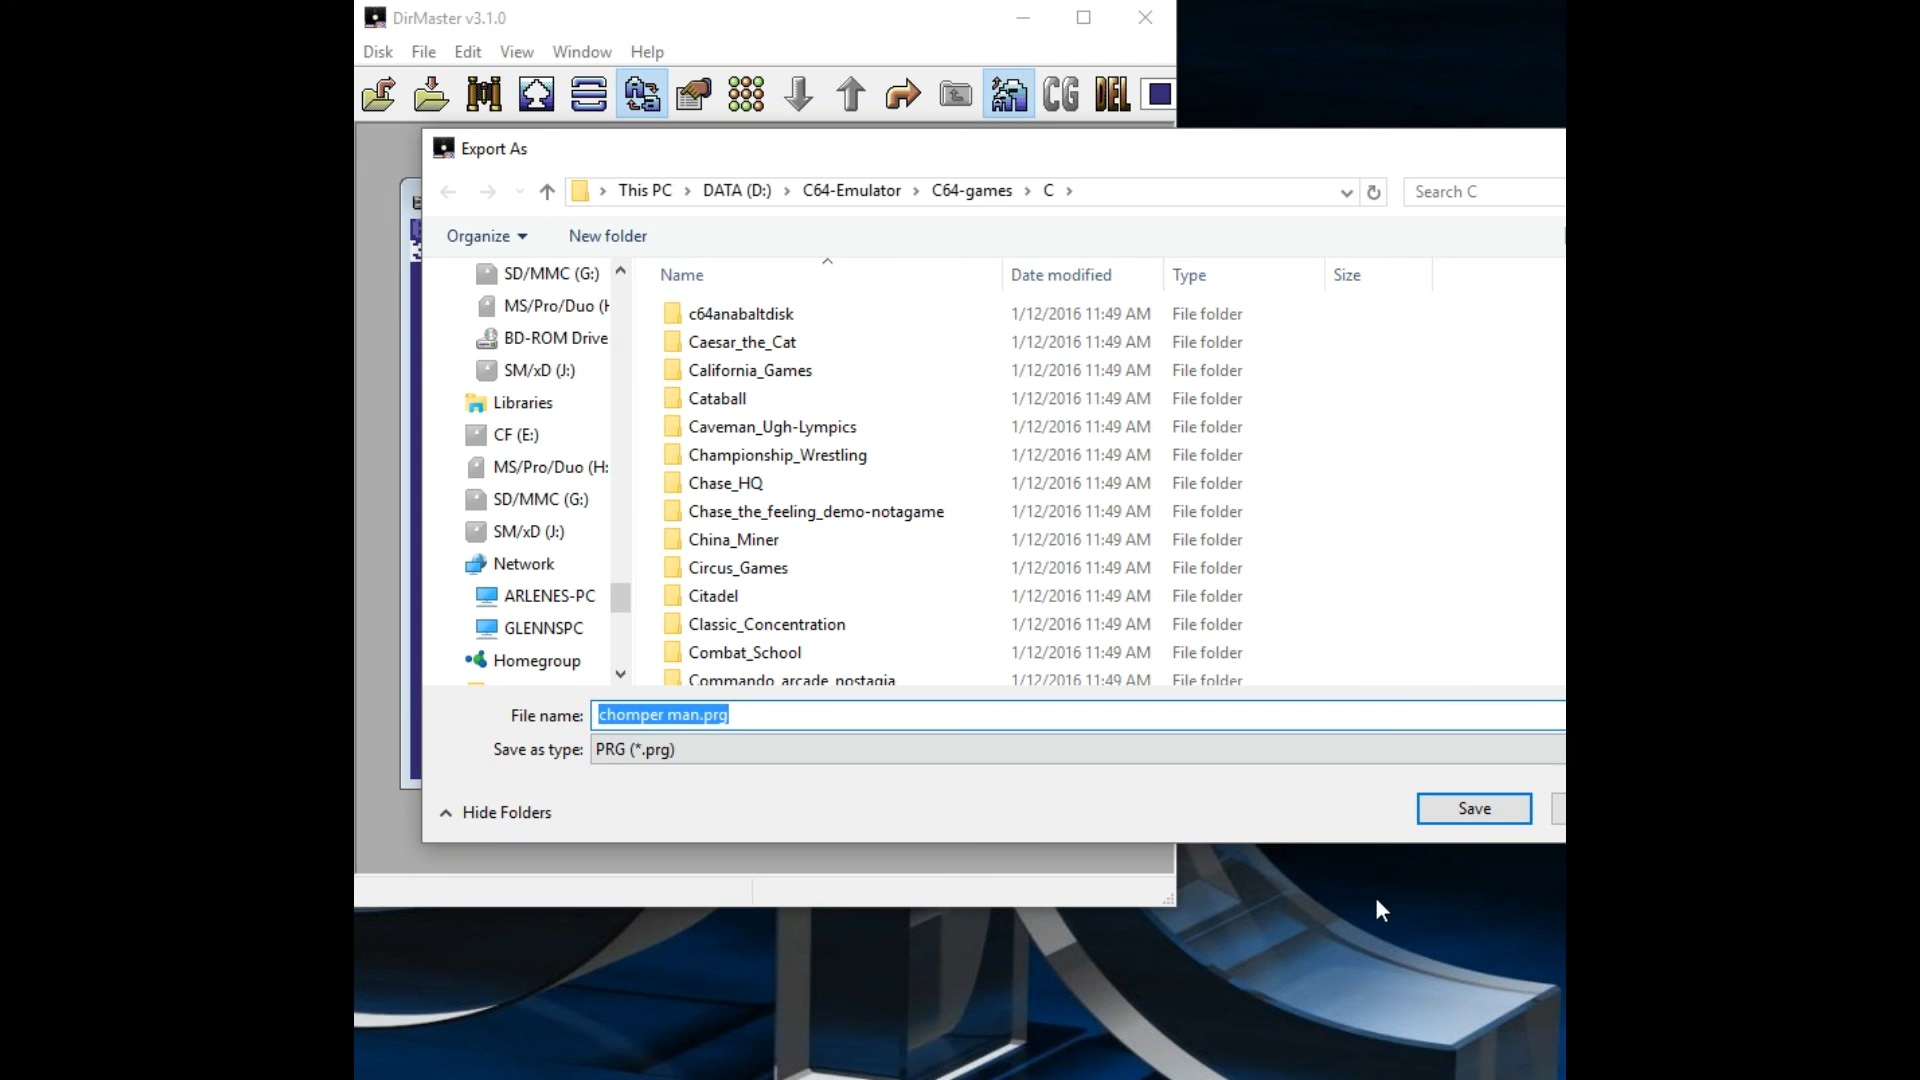 DirMaster v3.1.0
Disk File Edit View Window Help
CG DEL
Export As
This PC > DATA (D:) > C64-Emulator > C64-games > C >
Search C
Organize New folder
Name Date modified Type Size
SD/MMC (G:)
MS/Pro/Duo (H
BD-ROM Drive
SM/xD (J:)
Libraries
CF (E:)
MS/Pro/Duo (H:
SD/MMC (G:)
SM/xD (J:)
Network
ARLENES-PC
GLENNSPC
Homegroup
c64anabaltdisk 1/12/2016 11:49 AM File folder
Caesar_the_Cat 1/12/2016 11:49 AM File folder
California_Games 1/12/2016 11:49 AM File folder
Cataball 1/12/2016 11:49 AM File folder
Caveman_Ugh-Lympics 1/12/2016 11:49 AM File folder
Championship_Wrestling 1/12/2016 11:49 AM File folder
Chase_HQ 1/12/2016 11:49 AM File folder
Chase_the_feeling_demo-notagame 1/12/2016 11:49 AM File folder
China_Miner 1/12/2016 11:49 AM File folder
Circus_Games 1/12/2016 11:49 AM File folder
Citadel 1/12/2016 11:49 AM File folder
Classic_Concentration 1/12/2016 11:49 AM File folder
Combat_School 1/12/2016 11:49 AM File folder
Commando_arcade_nostagia 1/12/2016 11:49 AM File folder
File name: chomper man.prg
Save as type: PRG (*.prg)
Hide Folders
Save